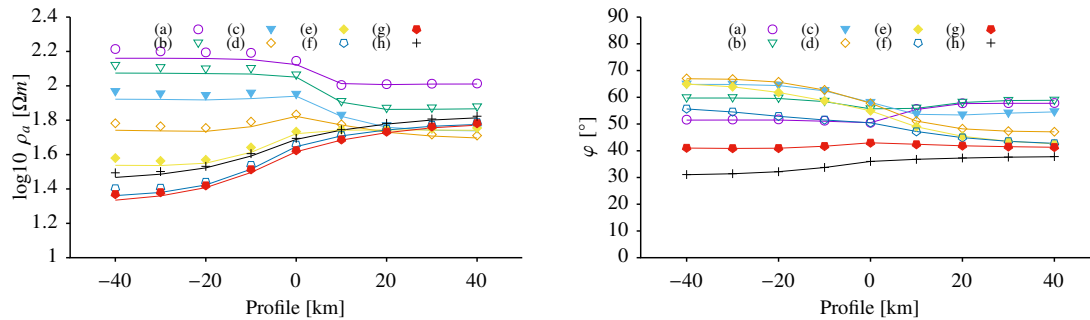 2.4
2.2
2
1.8
1.6
1.4
1.2
1
log10 ρa [Ωm]
(a) (c) (e) (g)
(b) (d) (f) (h)
−40 −20 0 20 40
Profile [km]
90
80
70
60
50
40
30
20
10
0
φ [°]
(a) (c) (e) (g)
(b) (d) (f) (h)
−40 −20 0 20 40
Profile [km]